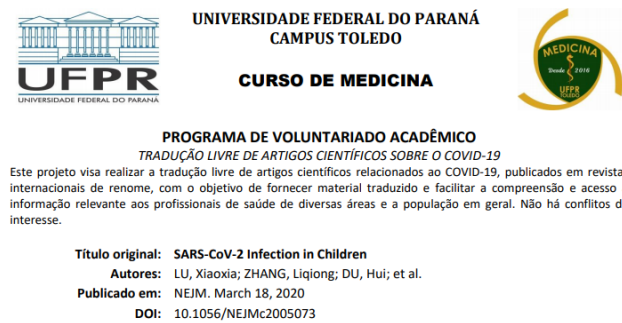 UNIVERSIDADE FEDERAL DO PARANÁ
CAMPUS TOLEDO
UFPR
UNIVERSIDADE FEDERAL DO PARANÁ
CURSO DE MEDICINA
MEDICINA
Desde 2016
UFPR
TOLEDO
PROGRAMA DE VOLUNTARIADO ACADÊMICO
TRADUÇÃO LIVRE DE ARTIGOS CIENTÍFICOS SOBRE O COVID-19
Este projeto visa realizar a tradução livre de artigos científicos relacionados ao COVID-19, publicados em revista
internacionais de renome, com o objetivo de fornecer material traduzido e facilitar a compreensão e acesso
informação relevante aos profissionais de saúde de diversas áreas e a população em geral. Não há conflitos d
interesse.
Título original: SARS-CoV-2 Infection in Children
Autores: LU, Xiaoxia; ZHANG, Liqiong; DU, Hui; et al.
Publicado em: NEJM. March 18, 2020
DOI: 10.1056/NEJMc2005073